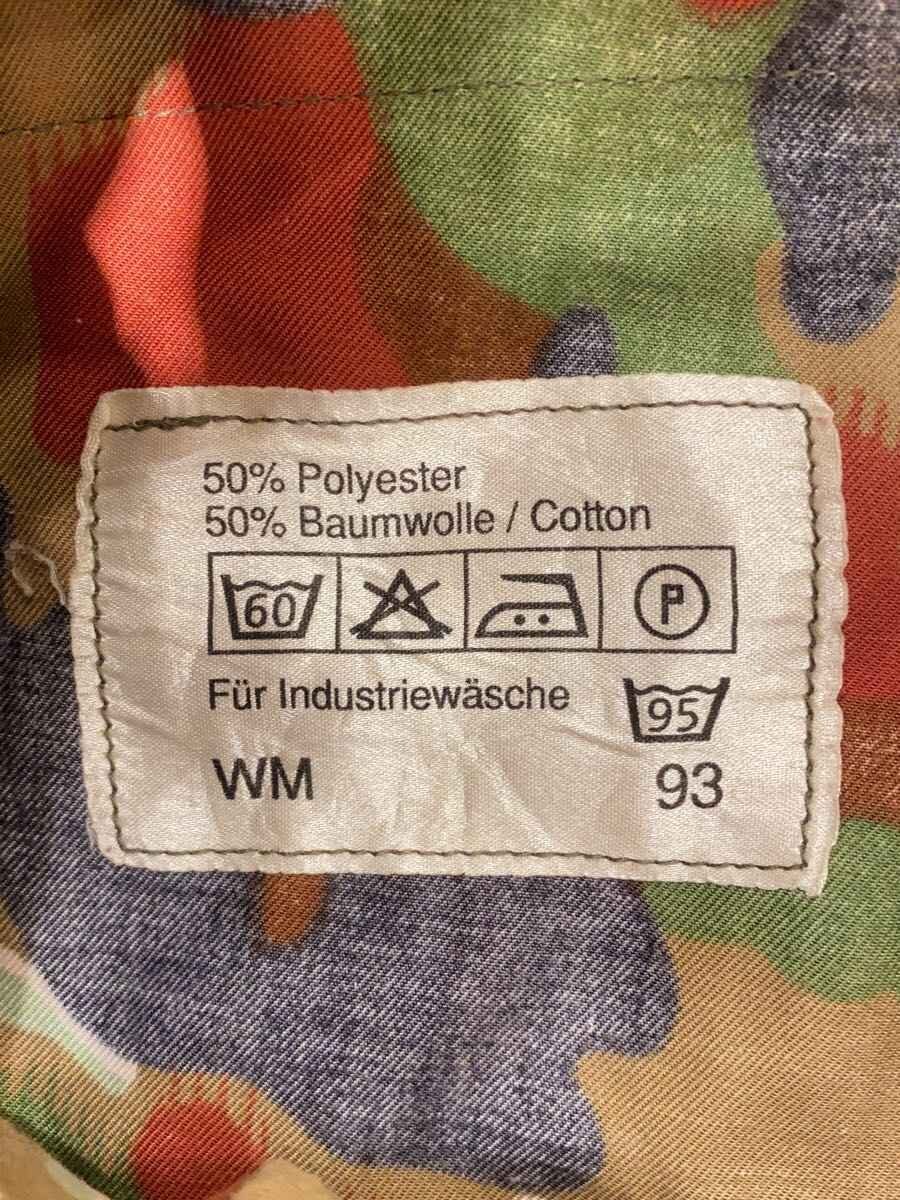 50% Polyester
50% Baumwolle / Cotton
60 P
Für Industriewäsche 95
WM 93